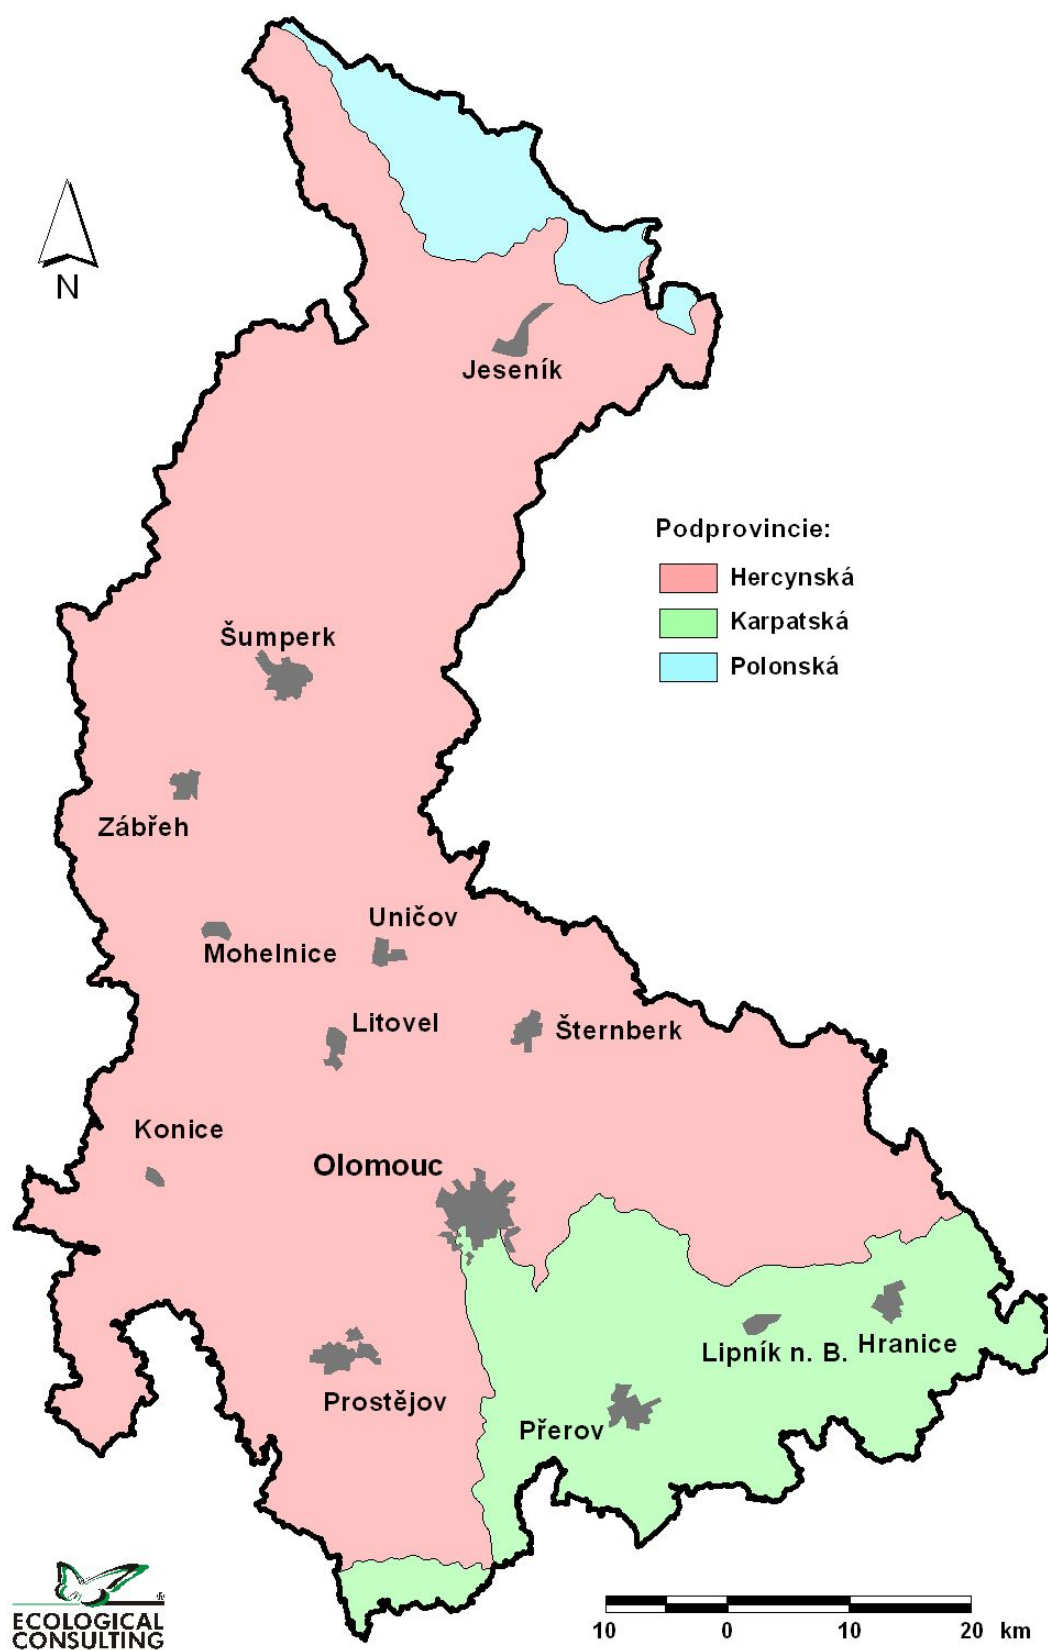 N
Jeseník
Podprovincie:
Hercynská
Karpatská
Polonská
Šumperk
Zábřeh
Uničov
Mohelnice
Litovel
Šternberk
Konice
Olomouc
Hranice
Lipník n. B.
Prostějov
Přerov
®
ECOLOGICAL
CONSULTING
10 0 10 20 km